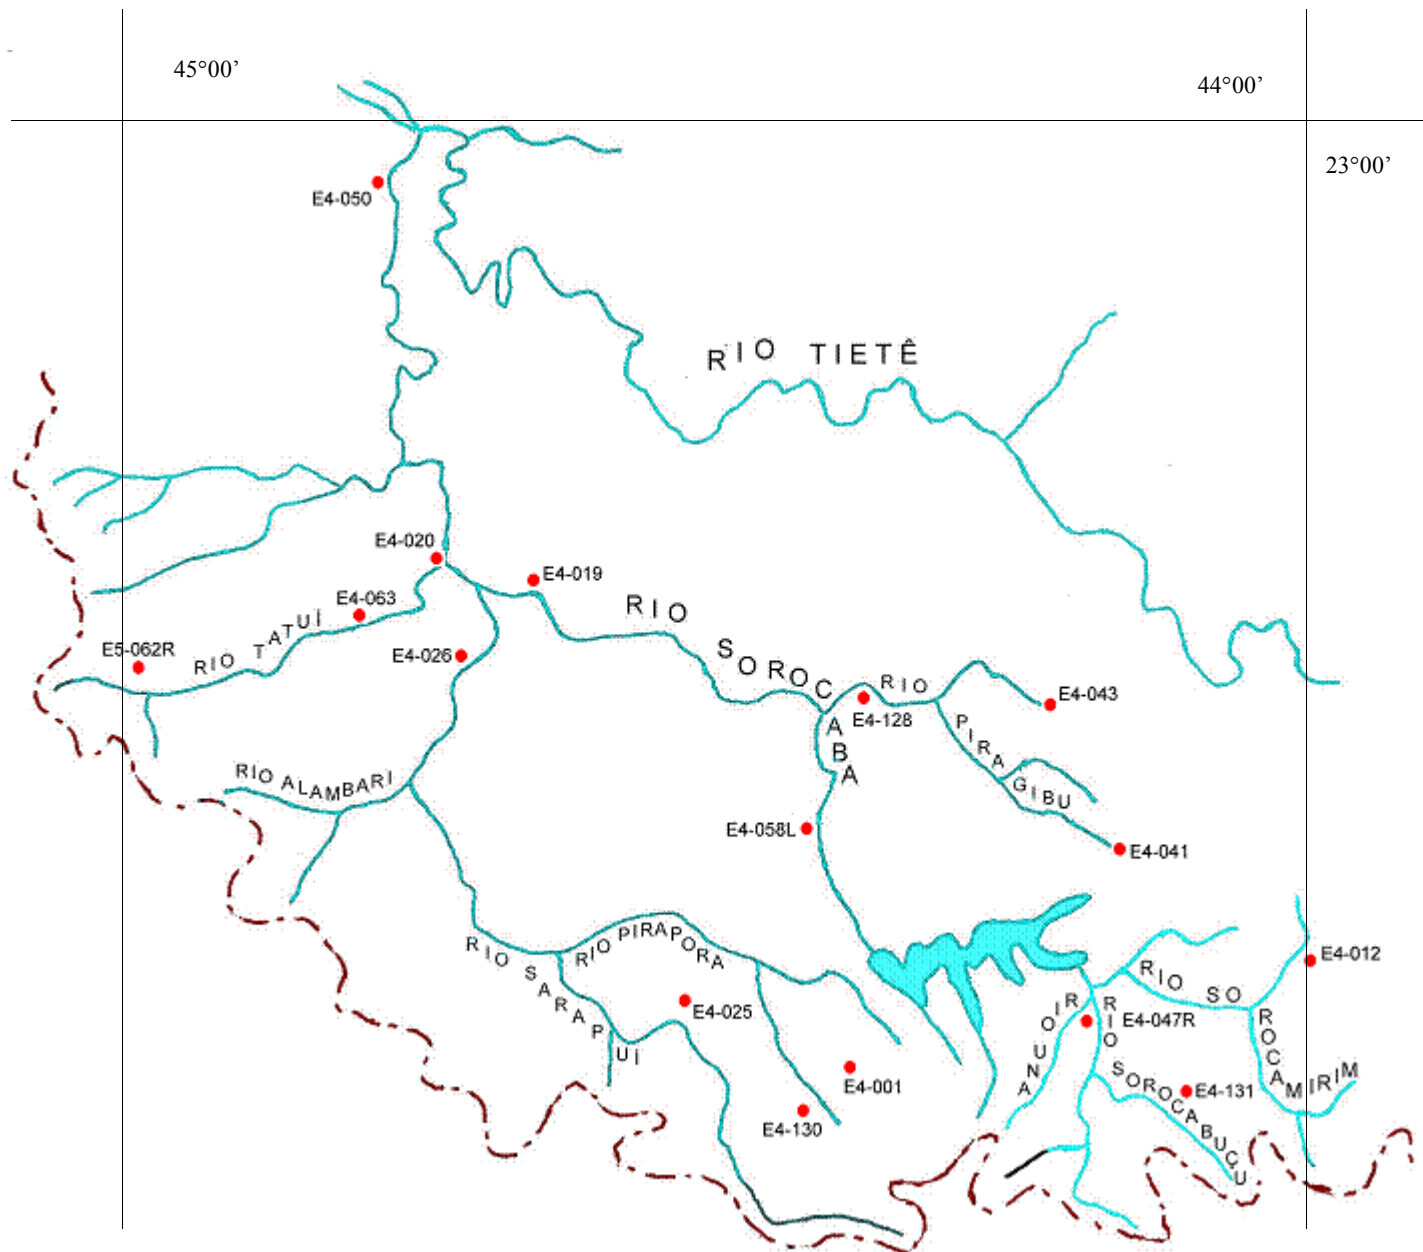 45°00’
44°00’
23°00’
E4-050
RIO TIETÊ
E4-020
E4-019
E4-063
RIO SOROCABA
E5-062R
RIO TATUÍ
E4-026
RIO PIRAGIBU
E4-043
E4-128
RIO ALAMBARI
E4-058L
E4-041
RIO SARAPUÍ
RIO PIRAPORA
E4-012
RIO SOROCAMIRIM
E4-025
RIO UNA
RIO SOROCABUÇU
E4-047R
E4-001
E4-131
E4-130